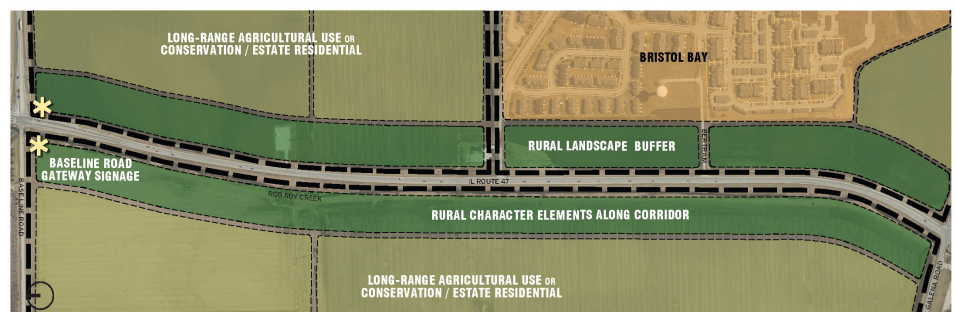 LONG-RANGE AGRICULTURAL USE OR
CONSERVATION / ESTATE RESIDENTIAL
BRISTOL BAY
RURAL LANDSCAPE BUFFER
BERTRAM
BASELINE ROAD
GATEWAY SIGNAGE
IL ROUTE 47
ROB ROY CREEK
RURAL CHARACTER ELEMENTS ALONG CORRIDOR
BASELINE ROAD
GALENA ROAD
LONG-RANGE AGRICULTURAL USE OR
CONSERVATION / ESTATE RESIDENTIAL